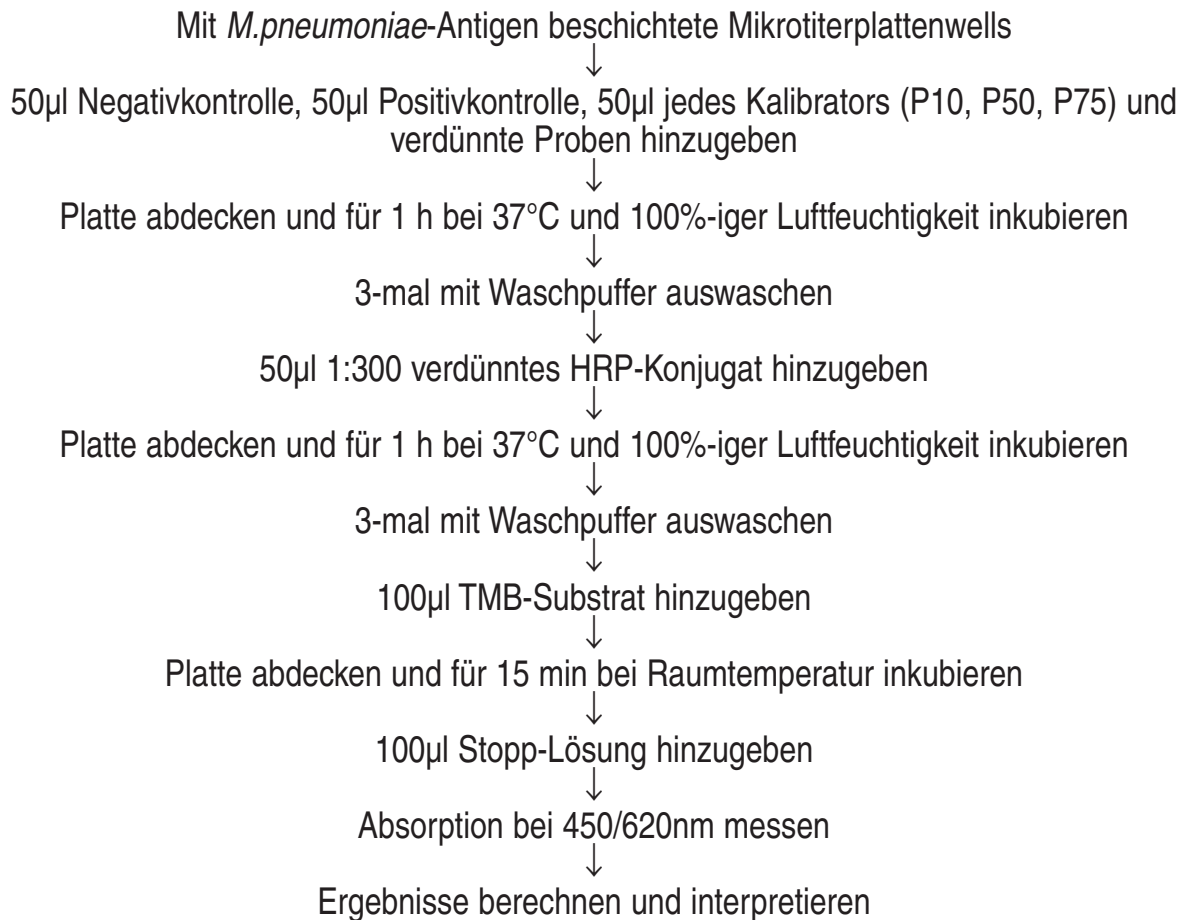 Mit M.pneumoniae-Antigen beschichtete Mikrotiterplattenwells
↓
50µl Negativkontrolle, 50µl Positivkontrolle, 50µl jedes Kalibrators (P10, P50, P75) und
verdünnte Proben hinzugeben
↓
Platte abdecken und für 1 h bei 37°C und 100%-iger Luftfeuchtigkeit inkubieren
↓
3-mal mit Waschpuffer auswaschen
↓
50µl 1:300 verdünntes HRP-Konjugat hinzugeben
↓
Platte abdecken und für 1 h bei 37°C und 100%-iger Luftfeuchtigkeit inkubieren
↓
3-mal mit Waschpuffer auswaschen
↓
100µl TMB-Substrat hinzugeben
↓
Platte abdecken und für 15 min bei Raumtemperatur inkubieren
↓
100µl Stopp-Lösung hinzugeben
↓
Absorption bei 450/620nm messen
↓
Ergebnisse berechnen und interpretieren